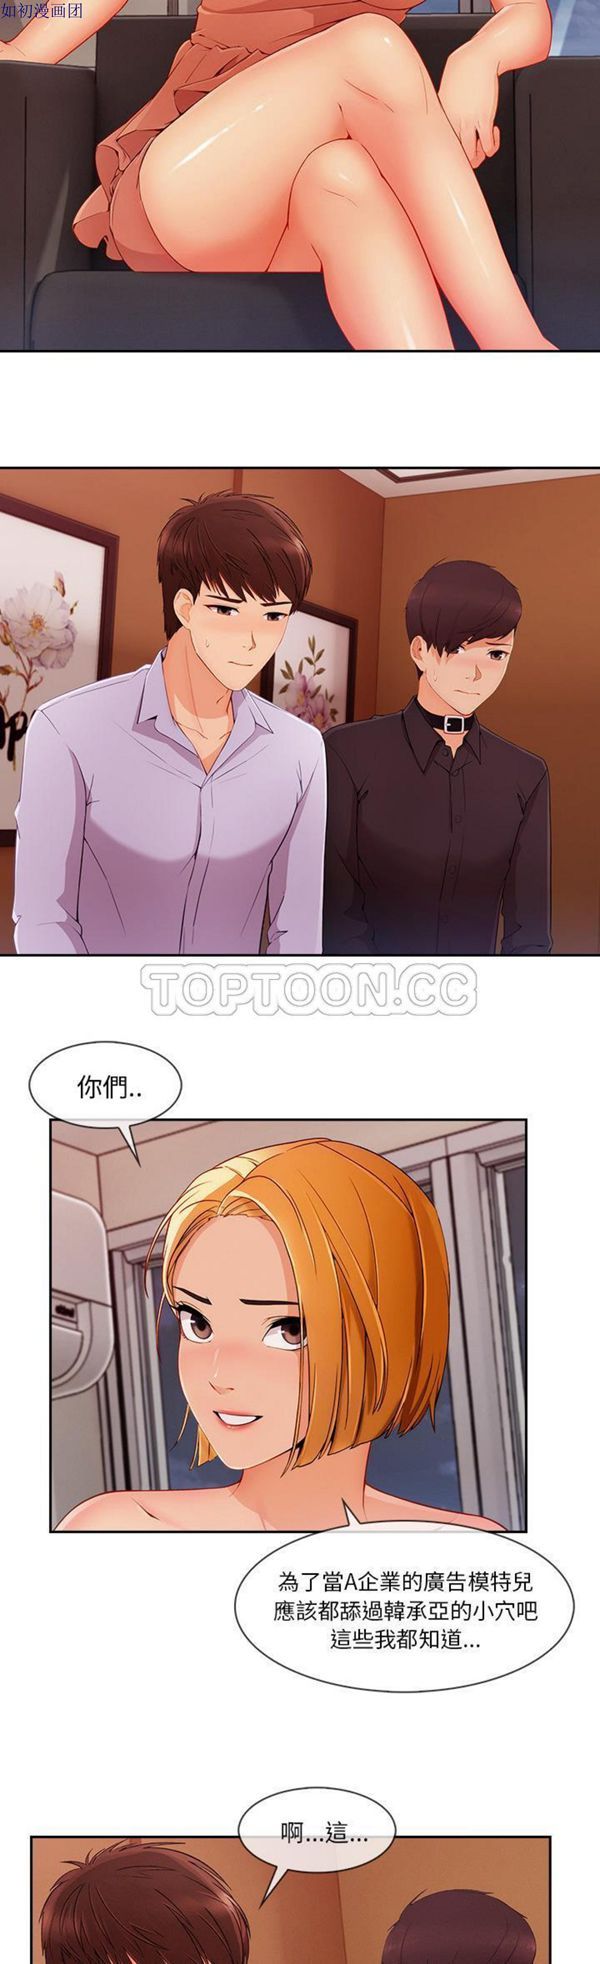 如初漫画团
TOPTOON.CC
你們..
為了當A企業的廣告模特兒
應該都舔過韓承亞的小穴吧
這些我都知道...
啊...這...